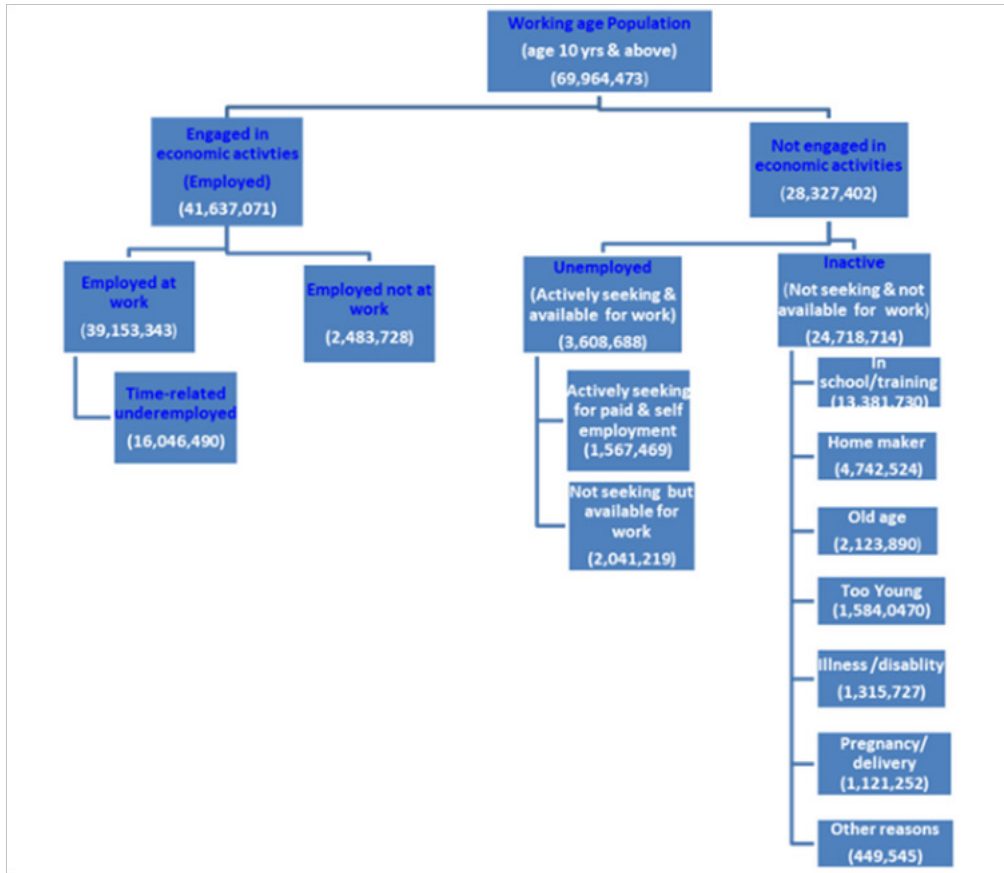 Working age Population
(age 10 yrs & above)
(69,964,473)
Engaged in
economic activties
(Employed)
(41,637,071)
Not engaged in
economic activities
(28,327,402)
Employed at
work
(39,153,343)
Employed not at
work
(2,483,728)
Unemployed
(Actively seeking &
available for work)
(3,608,688)
Inactive
(Not seeking & not
available for work)
(24,718,714)
Time-related
underemployed
(16,046,490)
Actively seeking
for paid & self
employment
(1,567,469)
Not seeking but
available for
work
(2,041,219)
In
school/training
(13,381,730)
Home maker
(4,742,524)
Old age
(2,123,890)
Too Young
(1,584,0470)
Illness /disablity
(1,315,727)
Pregnancy/
delivery
(1,121,252)
Other reasons
(449,545)